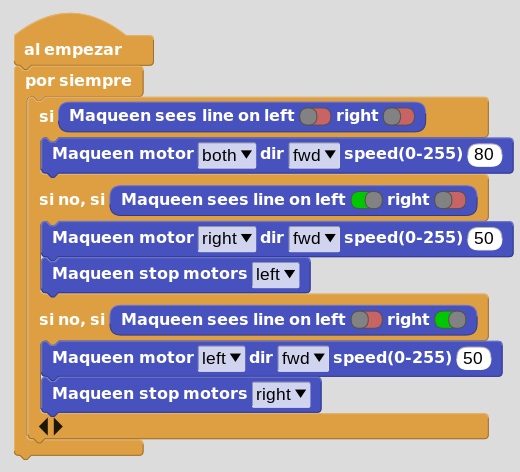 al empezar
por siempre
si Maqueen sees line on left right
Maqueen motor both dir fwd speed(0-255) 80
si no, si Maqueen sees line on left right
Maqueen motor right dir fwd speed(0-255) 50
Maqueen stop motors left
si no, si Maqueen sees line on left right
Maqueen motor left dir fwd speed(0-255) 50
Maqueen stop motors right